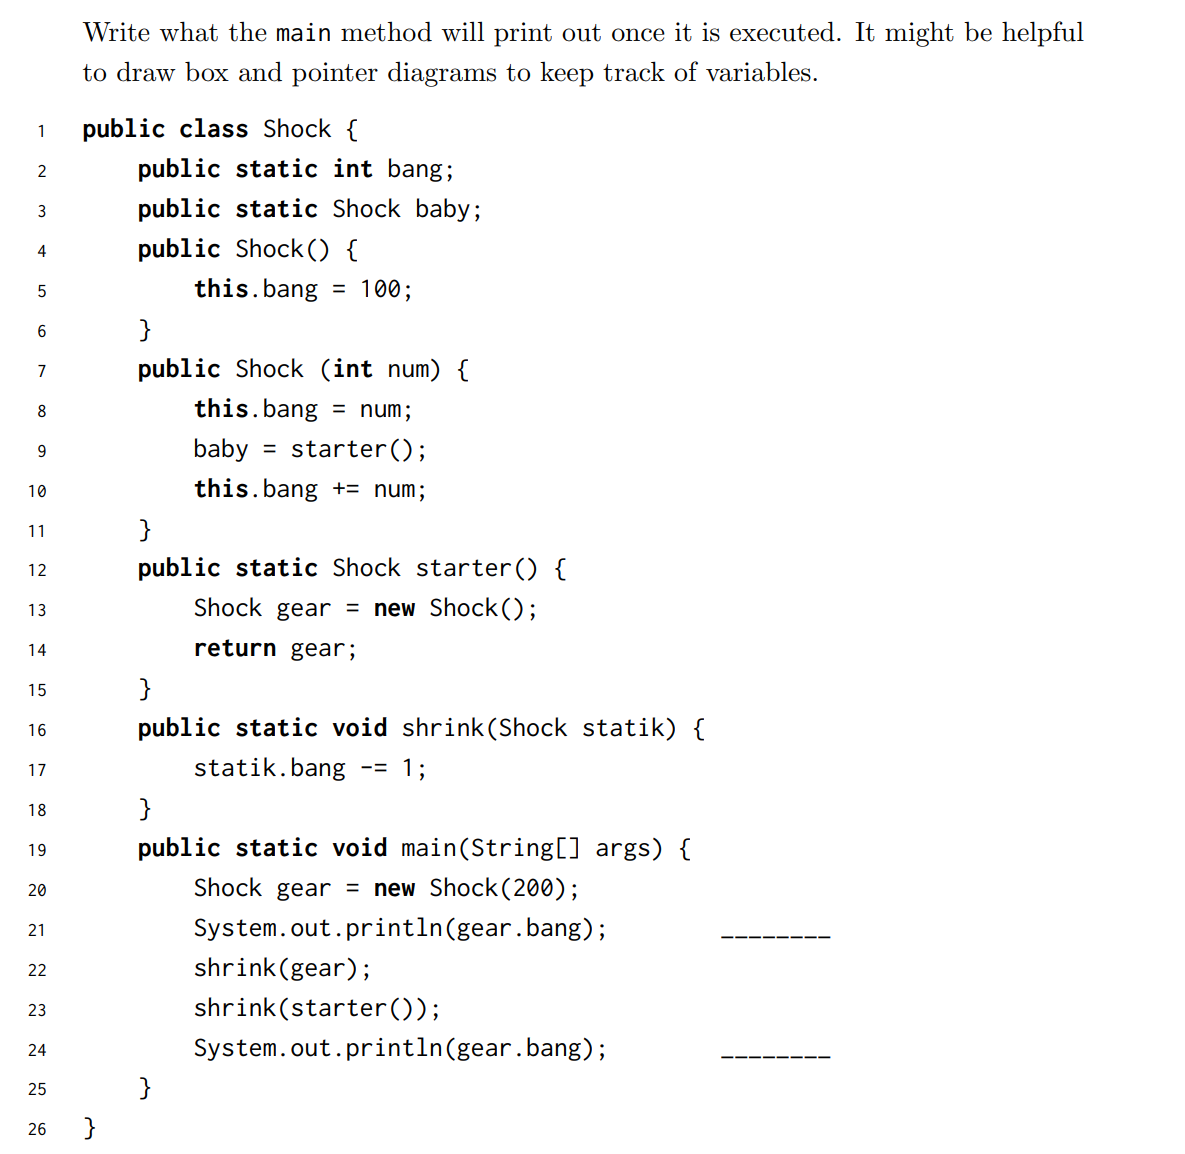 Write what the main method will print out once it is executed. It might be helpful
to draw box and pointer diagrams to keep track of variables.
1 public class Shock {
2 public static int bang;
3 public static Shock baby;
4 public Shock() {
5 this.bang = 100;
6 }
7 public Shock (int num) {
8 this.bang = num;
9 baby = starter();
10 this.bang += num;
11 }
12 public static Shock starter() {
13 Shock gear = new Shock();
14 return gear;
15 }
16 public static void shrink(Shock statik) {
17 statik.bang -= 1;
18 }
19 public static void main(String[] args) {
20 Shock gear = new Shock(200);
21 System.out.println(gear.bang); ________
22 shrink(gear);
23 shrink(starter());
24 System.out.println(gear.bang); ________
25 }
26 }